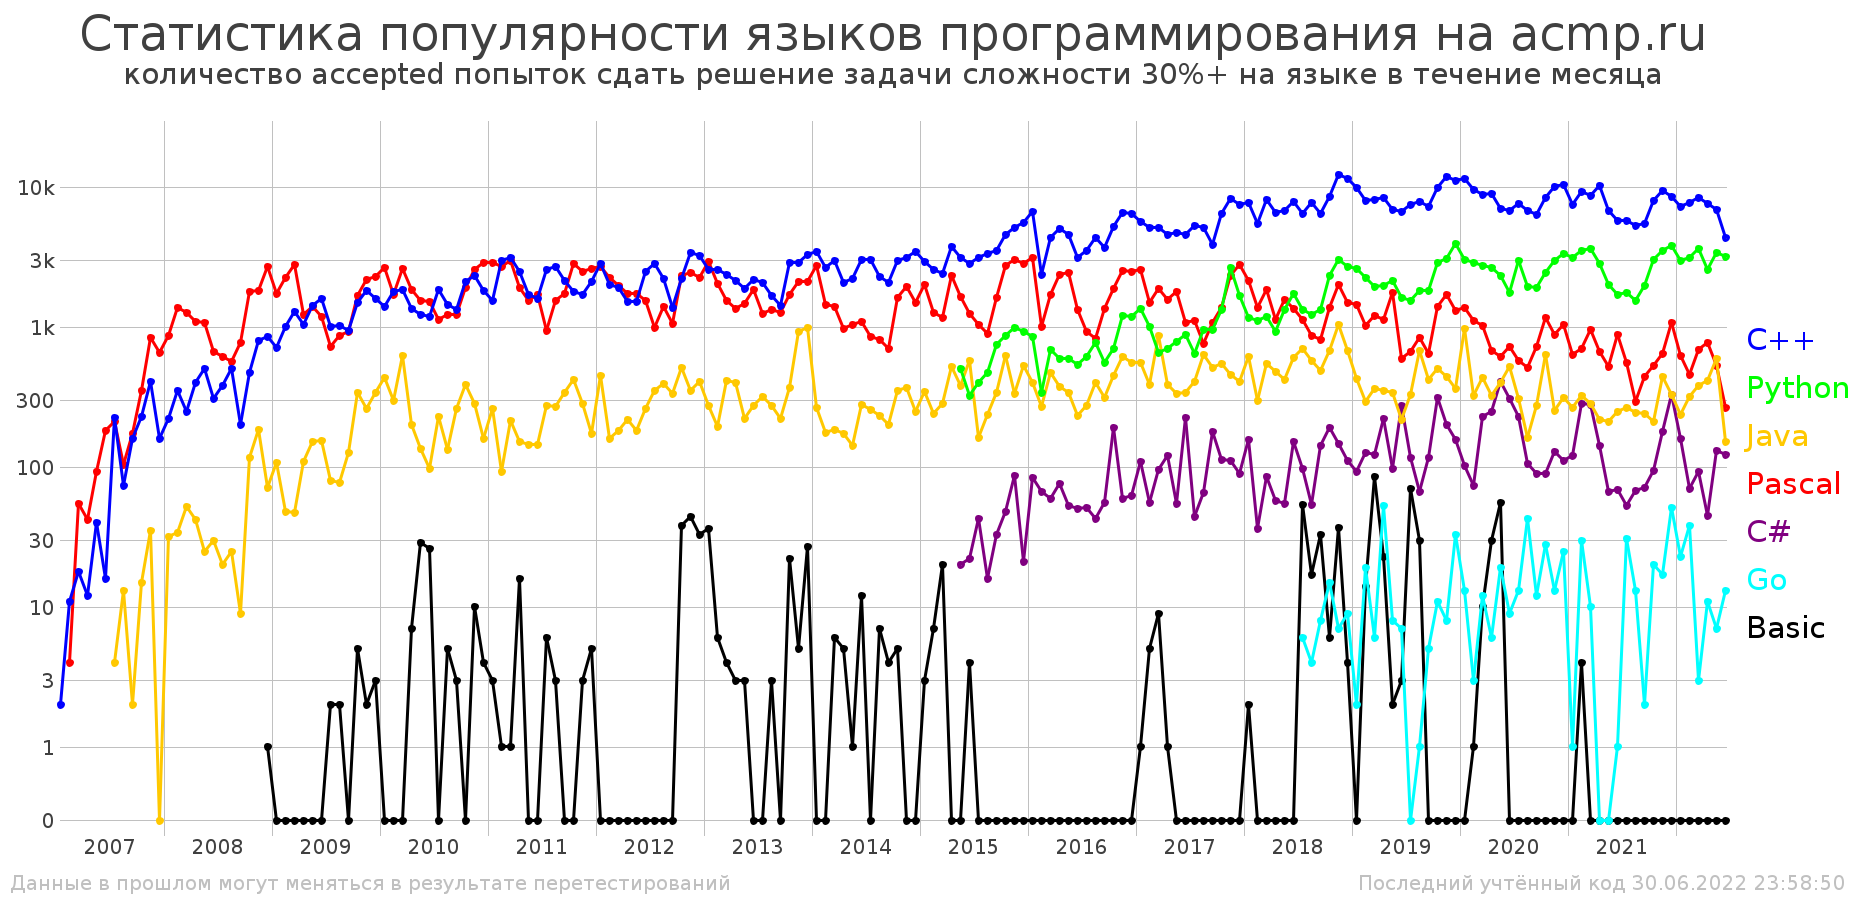 Статистика популярности языков программирования на acmp.ru
количество accepted попыток сдать решение задачи сложности 30%+ на языке в течение месяца
10k
3k
1k
300
100
30
10
3
1
0
C++
Python
Java
Pascal
C#
Go
Basic
2007 2008 2009 2010 2011 2012 2013 2014 2015 2016 2017 2018 2019 2020 2021
Данные в прошлом могут меняться в результате перетестирований
Последний учтённый код 30.06.2022 23:58:50